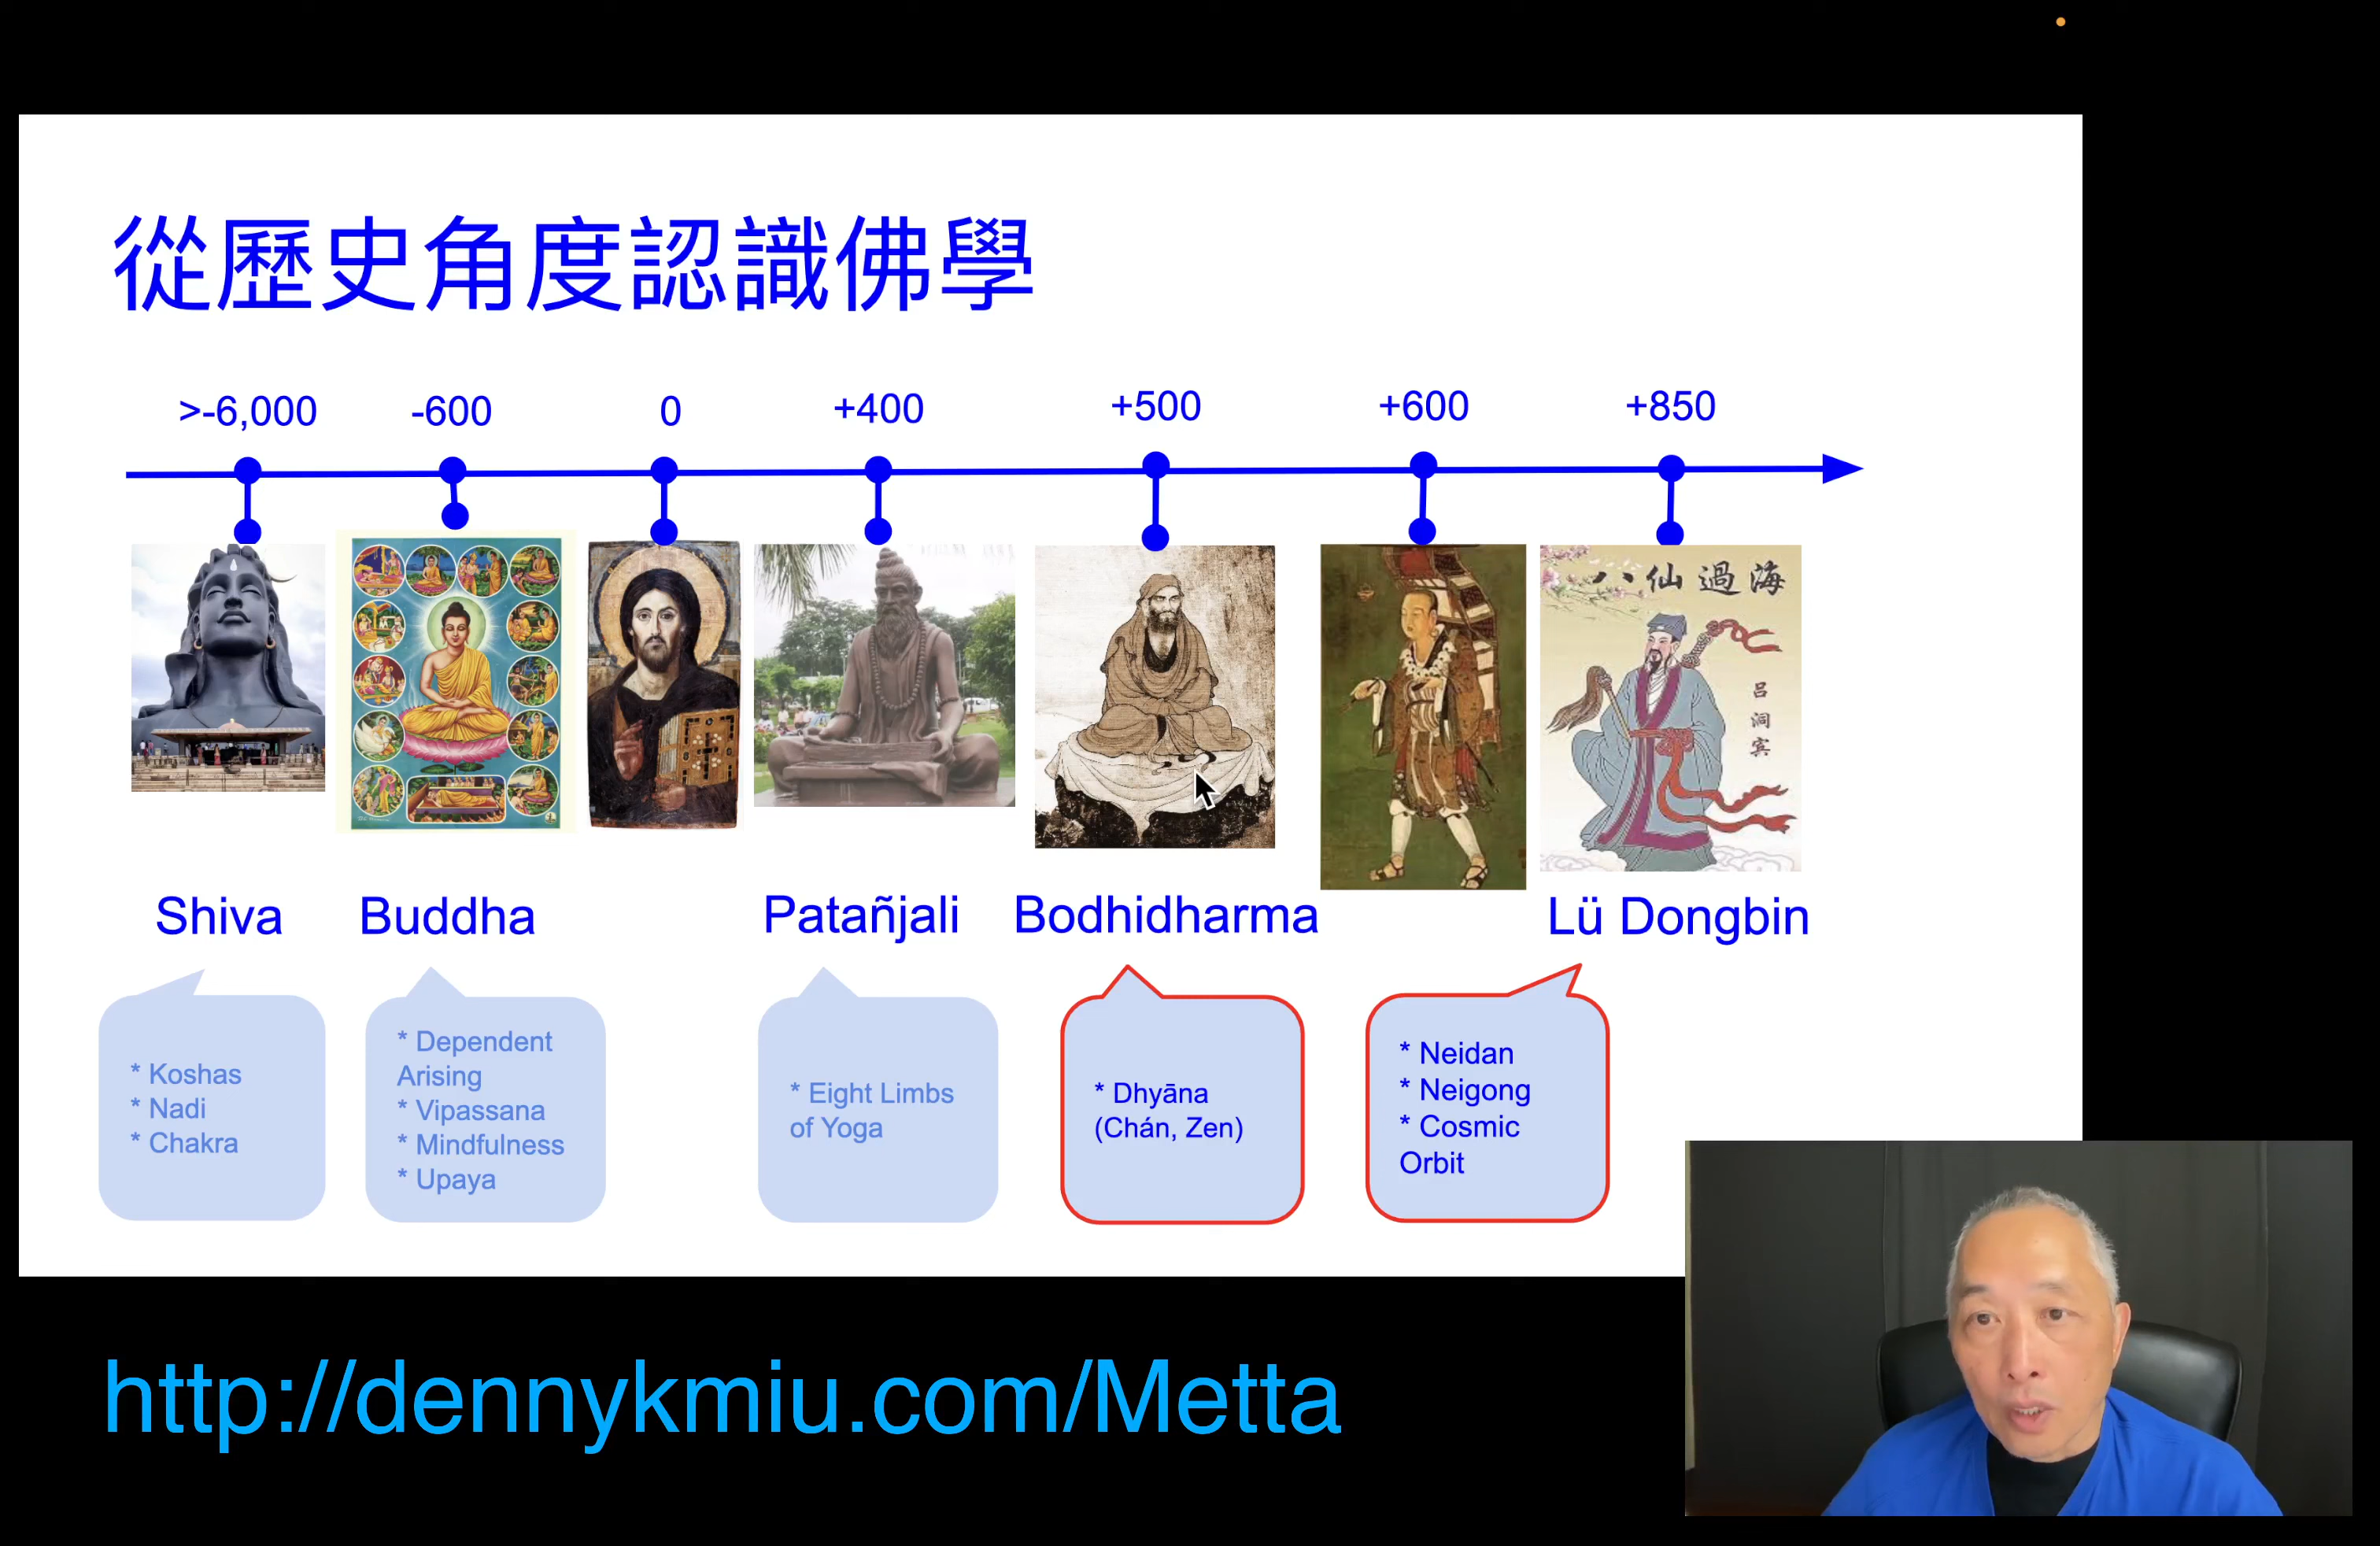 從歷史角度認識佛學
>-6,000
-600
0
+400
+500
+600
+850
八仙過海
呂洞宾
Shiva
Buddha
Patañjali
Bodhidharma
Lü Dongbin
* Koshas
* Nadi
* Chakra
* Dependent
Arising
* Vipassana
* Mindfulness
* Upaya
* Eight Limbs
of Yoga
* Dhyāna
(Chán, Zen)
* Neidan
* Neigong
* Cosmic
Orbit
http://dennykmiu.com/Metta